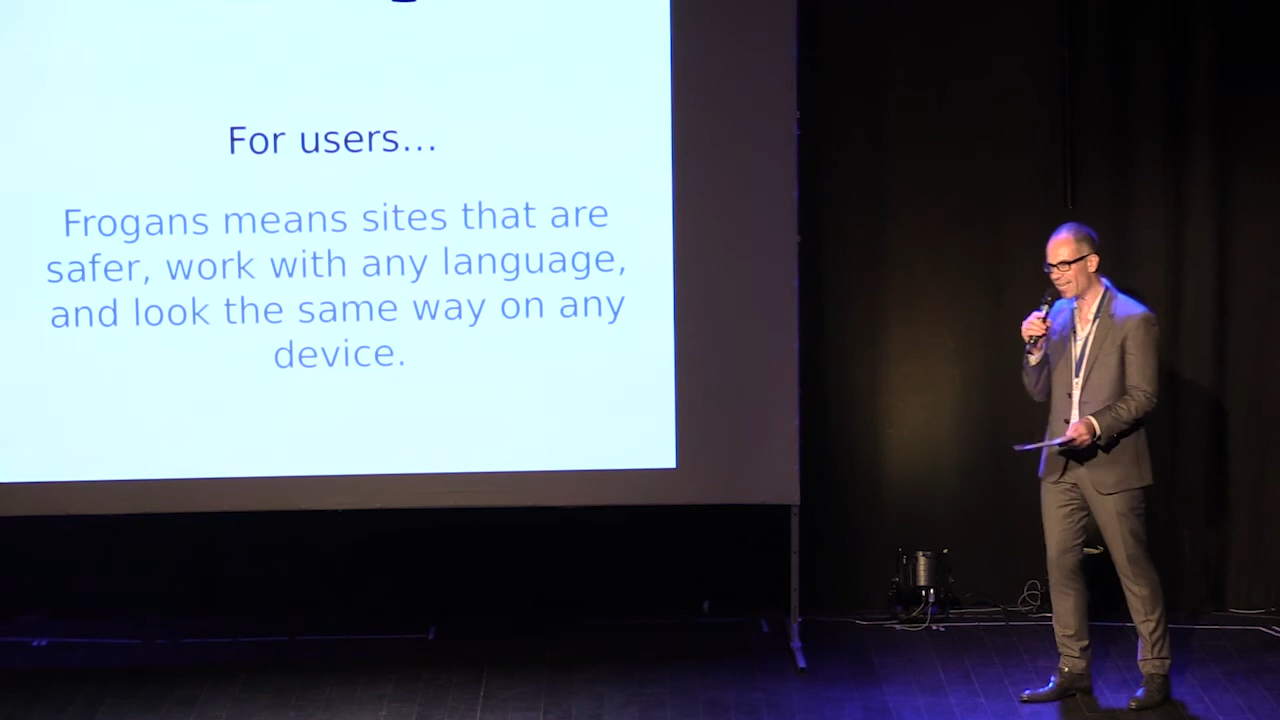 For users...
Frogans means sites that are
safer, work with any language,
and look the same way on any
device.